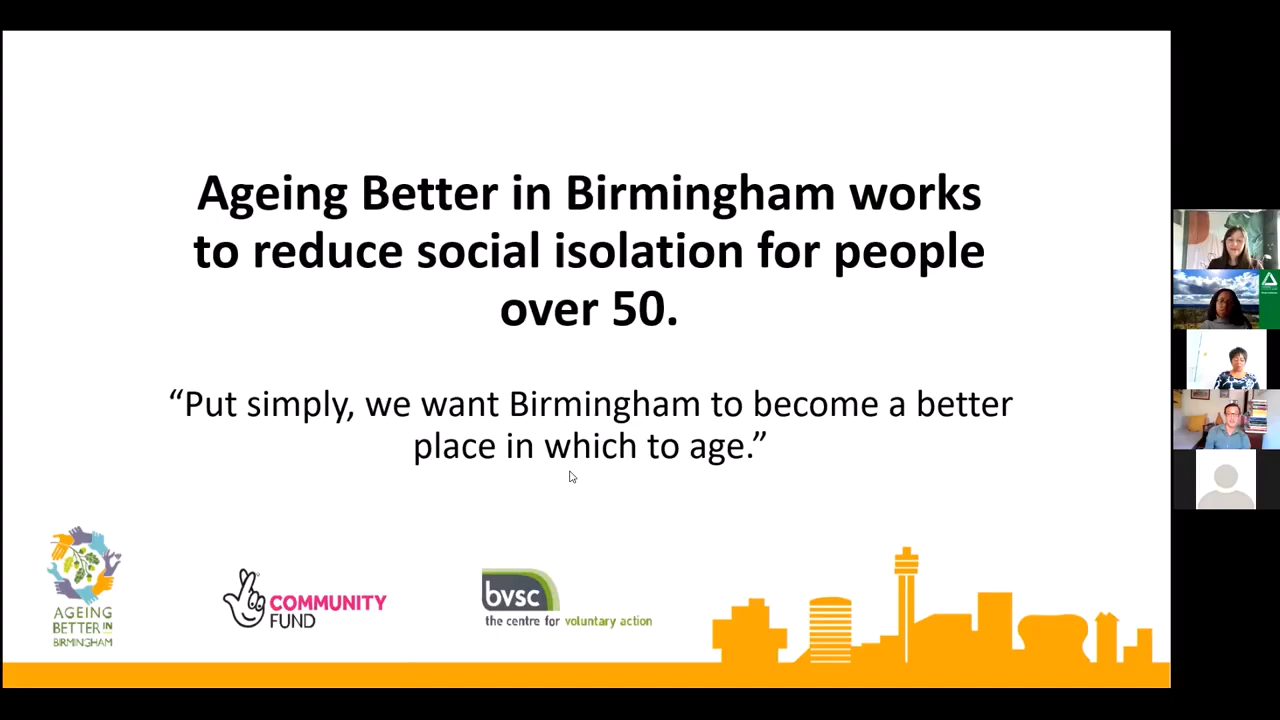 Ageing Better in Birmingham works
to reduce social isolation for people
over 50.
“Put simply, we want Birmingham to become a better
place in which to age.”
AGEING
BETTER IN
BIRMINGHAM
COMMUNITY
FUND
bvsc
the centre for voluntary action